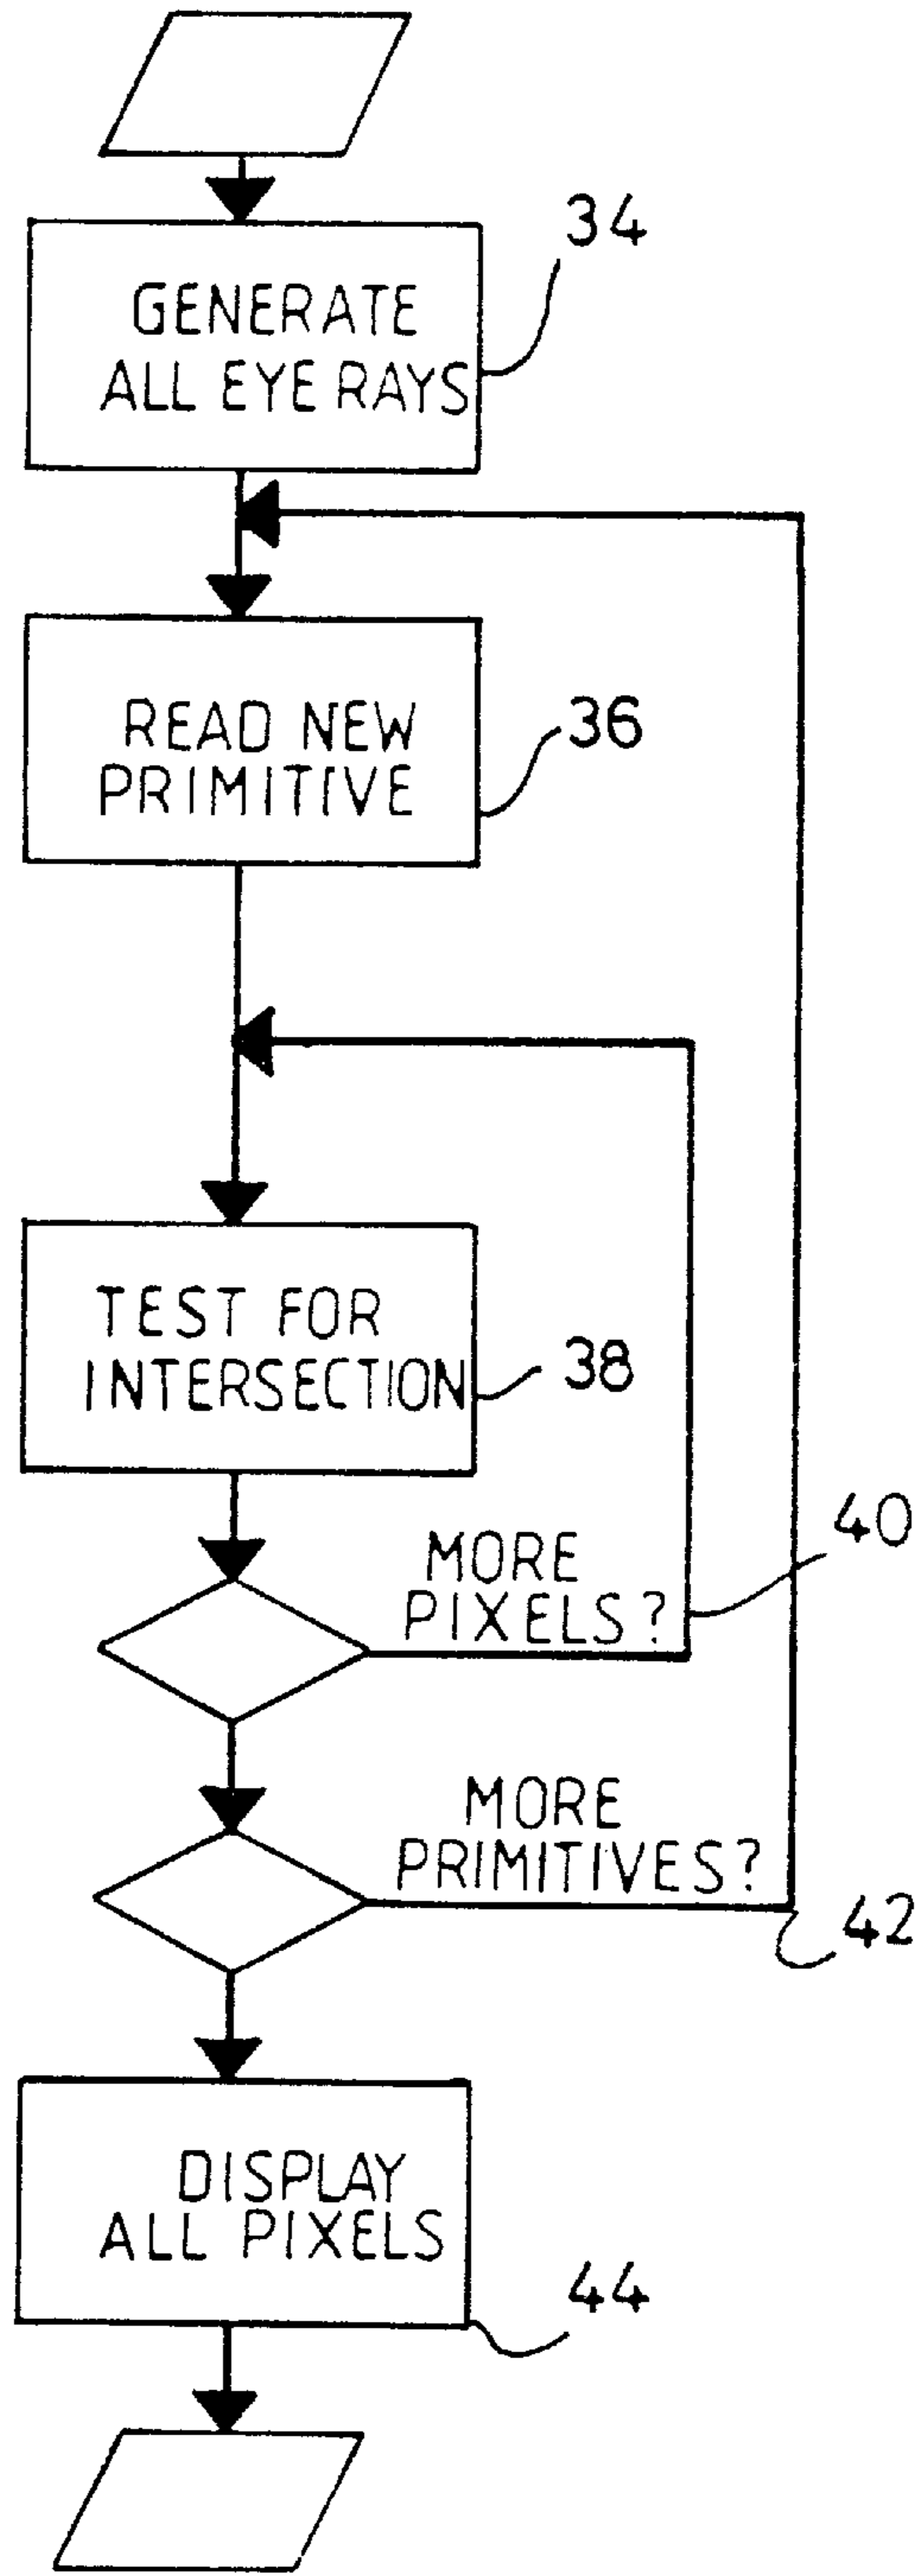 34
GENERATE
ALL EYE RAYS
READ NEW
PRIMITIVE
36
TEST FOR
INTERSECTION
38
MORE
PIXELS?
40
MORE
PRIMITIVES?
42
DISPLAY
ALL PIXELS
44